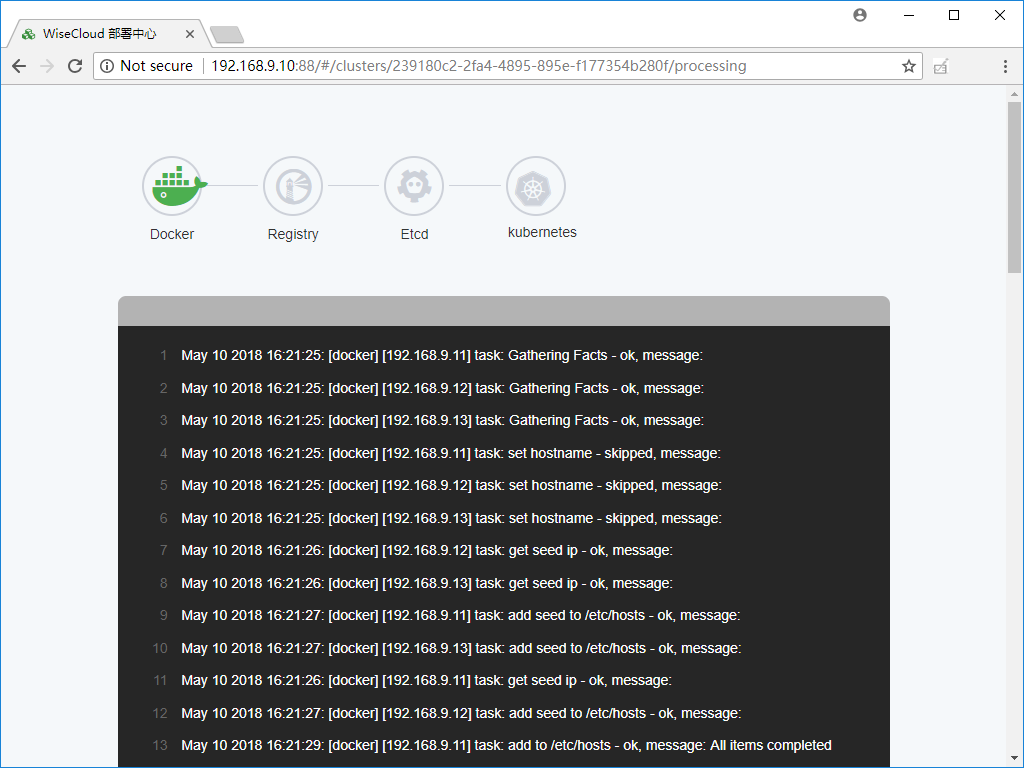 WiseCloud 部署中心
Not secure 192.168.9.10:88/#/clusters/239180c2-2fa4-4895-895e-f177354b280f/processing
Docker Registry Etcd kubernetes
1 May 10 2018 16:21:25: [docker] [192.168.9.11] task: Gathering Facts - ok, message:
2 May 10 2018 16:21:25: [docker] [192.168.9.12] task: Gathering Facts - ok, message:
3 May 10 2018 16:21:25: [docker] [192.168.9.13] task: Gathering Facts - ok, message:
4 May 10 2018 16:21:25: [docker] [192.168.9.11] task: set hostname - skipped, message:
5 May 10 2018 16:21:25: [docker] [192.168.9.12] task: set hostname - skipped, message:
6 May 10 2018 16:21:25: [docker] [192.168.9.13] task: set hostname - skipped, message:
7 May 10 2018 16:21:26: [docker] [192.168.9.12] task: get seed ip - ok, message:
8 May 10 2018 16:21:26: [docker] [192.168.9.13] task: get seed ip - ok, message:
9 May 10 2018 16:21:27: [docker] [192.168.9.11] task: add seed to /etc/hosts - ok, message:
10 May 10 2018 16:21:27: [docker] [192.168.9.13] task: add seed to /etc/hosts - ok, message:
11 May 10 2018 16:21:26: [docker] [192.168.9.11] task: get seed ip - ok, message:
12 May 10 2018 16:21:27: [docker] [192.168.9.12] task: add seed to /etc/hosts - ok, message:
13 May 10 2018 16:21:29: [docker] [192.168.9.11] task: add to /etc/hosts - ok, message: All items completed